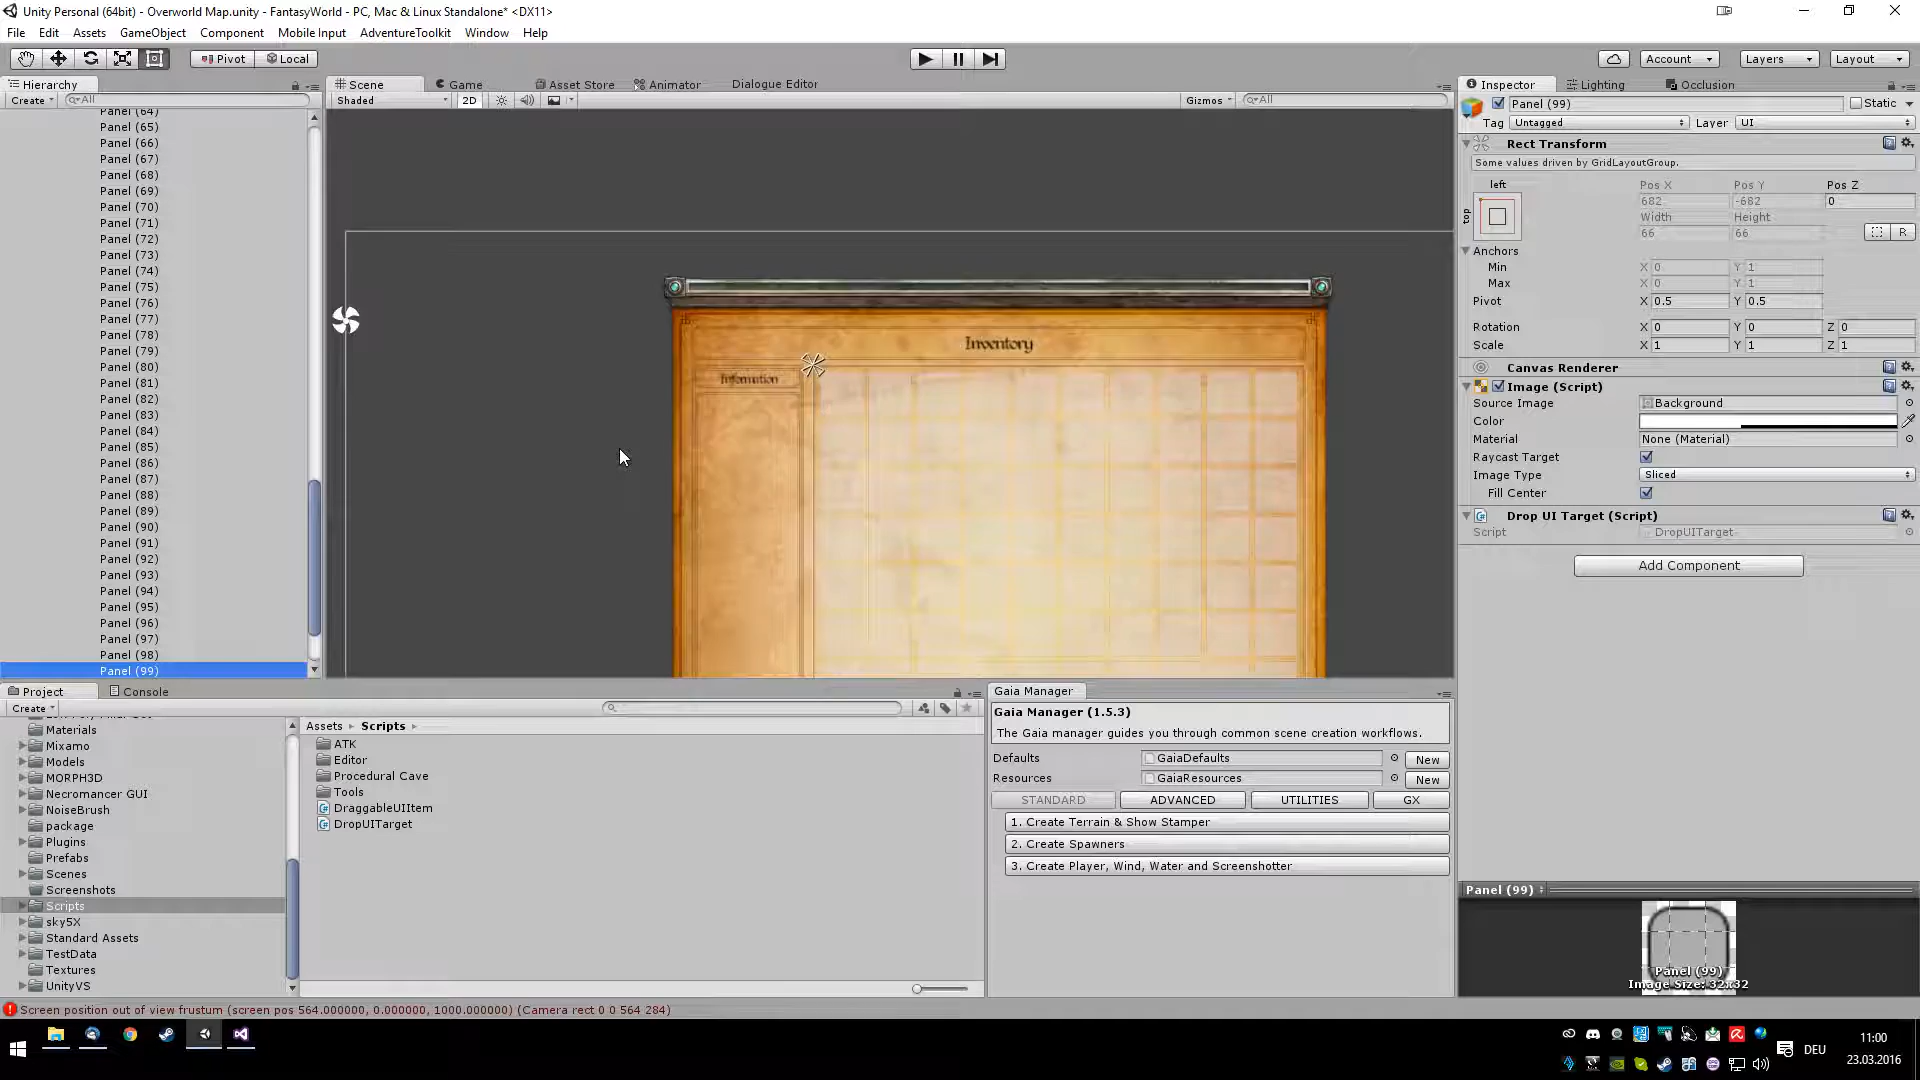 Unity Personal (64bit) - Overworld Map.unity - FantasyWorld - PC, Mac & Linux Standalone* <DX11>
File Edit Assets GameObject Component Mobile Input Window AdventureToolkit Window Help
Pivot Local Account Layers Layout
Hierarchy Scene Game Asset Store Animator Dialogue Editor Inspector Lighting Occlusion
Create All Shaded 2D Gizmos All
Panel (99) Static
Tag Untagged Layer UI
Panel (64)
Panel (65)
Panel (66)
Panel (67)
Panel (68)
Panel (69)
Panel (70)
Panel (71)
Panel (72)
Panel (73)
Panel (74)
Panel (75)
Panel (76)
Panel (77)
Panel (78)
Panel (79)
Panel (80)
Panel (81)
Panel (82)
Panel (83)
Panel (84)
Panel (85)
Panel (86)
Panel (87)
Panel (88)
Panel (89)
Panel (90)
Panel (91)
Panel (92)
Panel (93)
Panel (94)
Panel (95)
Panel (96)
Panel (97)
Panel (98)
Panel (99)
Inventory
Information
Rect Transform
Some values driven by GridLayoutGroup.
left Pos X Pos Y Pos Z
top 682 -682 0
Width Height
66 66 R
Anchors
Min X 0 Y 1
Max X 0 Y 1
Pivot X 0.5 Y 0.5
Rotation X 0 Y 0 Z 0
Scale X 1 Y 1 Z 1
Canvas Renderer
Image (Script)
Source Image Background
Color
Material None (Material)
Raycast Target
Image Type Sliced
Fill Center
Drop UI Target (Script)
Script DropUITarget
Add Component
Project Console
Create
Materials
Mixamo
Models
MORPH3D
Necromancer GUI
NoiseBrush
package
Plugins
Prefabs
Scenes
Screenshots
Scripts
sky5X
Standard Assets
TestData
Textures
UnityVS
Assets Scripts
ATK
Editor
Procedural Cave
Tools
DraggableUIItem
DropUITarget
Gaia Manager
Gaia Manager (1.5.3)
The Gaia manager guides you through common scene creation workflows.
Defaults GaiaDefaults New
Resources GaiaResources New
STANDARD ADVANCED UTILITIES GX
1. Create Terrain & Show Stamper
2. Create Spawners
3. Create Player, Wind, Water and Screenshotter
Panel (99)
Panel (99)
Image Size: 32x32
Screen position out of view frustum (screen pos 564.000000, 0.000000, 1000.000000) (Camera rect 0 0 564 284)
DEU
11:00
23.03.2016